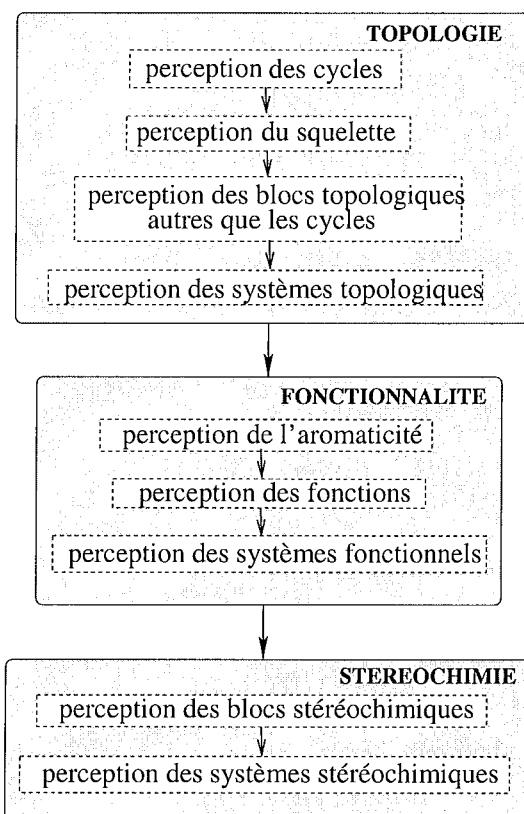 TOPOLOGIE
perception des cycles
perception du squelette
perception des blocs topologiques
autres que les cycles
perception des systèmes topologiques
FONCTIONNALITE
perception de l'aromaticité
perception des fonctions
perception des systèmes fonctionnels
STEREOCHIMIE
perception des blocs stéréochimiques
perception des systèmes stéréochimiques